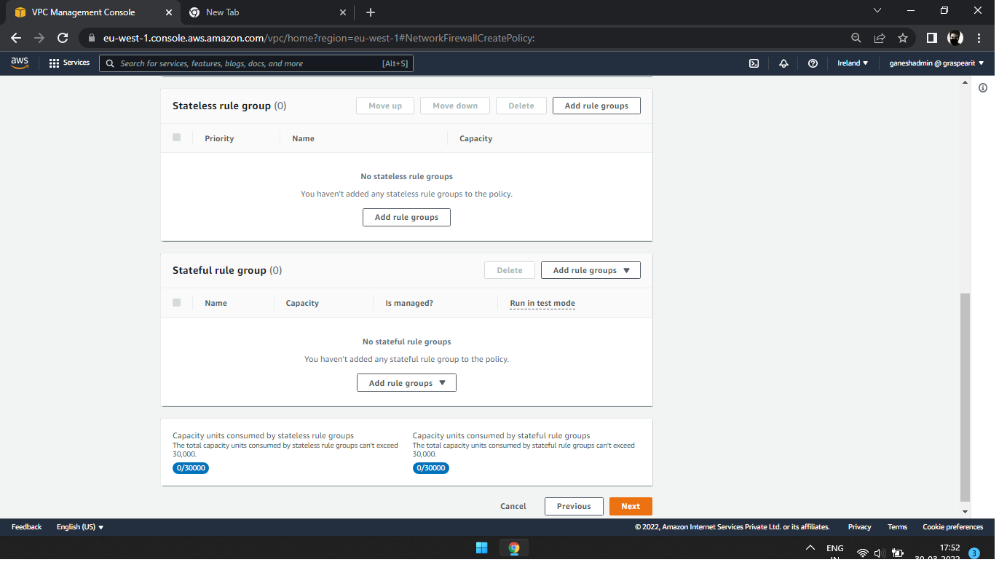 VPC Management Console
New Tab
eu-west-1.console.aws.amazon.com/vpc/home?region=eu-west-1#NetworkFirewallCreatePolicy:
aws
Services
Search for services, features, blogs, docs, and more
[Alt+S]
Ireland
ganeshadmin @ graspearit
Stateless rule group (0)
Move up
Move down
Delete
Add rule groups
Priority
Name
Capacity
No stateless rule groups
You haven't added any stateless rule groups to the policy.
Add rule groups
Stateful rule group (0)
Delete
Add rule groups
Name
Capacity
Is managed?
Run in test mode
No stateful rule groups
You haven't added any stateful rule group to the policy.
Add rule groups
Capacity units consumed by stateless rule groups
The total capacity units consumed by stateless rule groups can't exceed
30,000.
0/30000
Capacity units consumed by stateful rule groups
The total capacity units consumed by stateful rule groups can't exceed
30,000.
0/30000
Cancel
Previous
Next
Feedback
English (US)
© 2022, Amazon Internet Services Private Ltd. or its affiliates.
Privacy
Terms
Cookie preferences
ENG
IN
17:52
30-03-2022
3